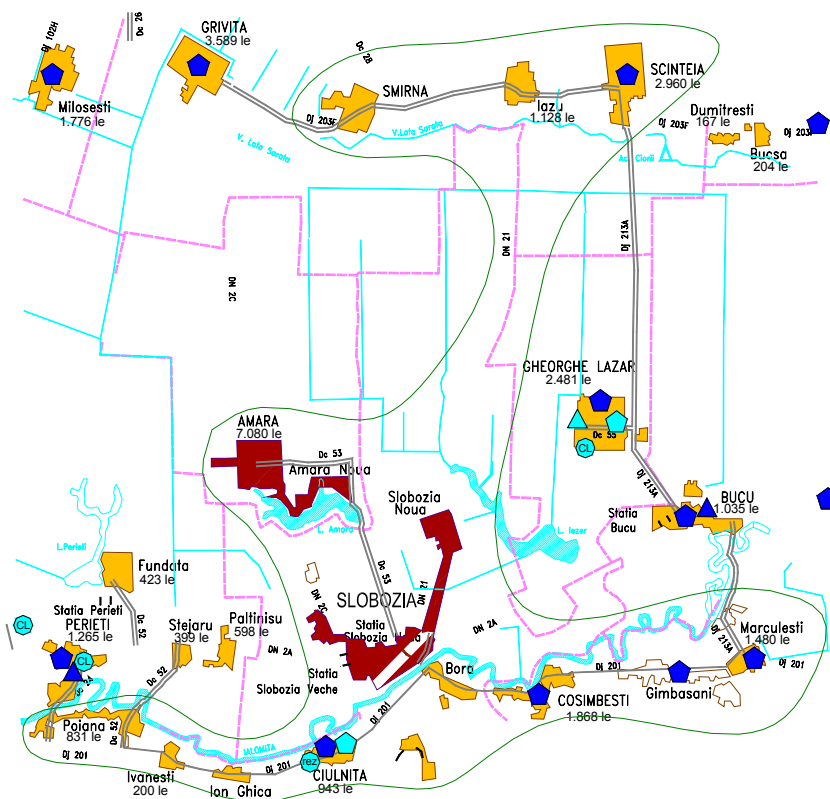 DJ 102H
Dc 26
GRIVITA
3.589 le
Dc 28
SMIRNA
SCINTEIA
2.960 le
Milosesti
1.776 le
Iazu
1.128 le
Dumitresti
167 le
DJ 203F
V.Lata Sarata
DJ 203F
DJ 203F
V. Lata Sarata
Ac. Clorii
Bucsa
204 le
DJ 213A
DN 21
DN 2C
GHEORGHE LAZAR
2.481 le
AMARA
7.080 le
Dc 55
CL
Dc 53
Amara Noua
DJ 213A
Slobozia
Noua
BUCU
1.035 le
Statia
Bucu
L. Amara
L. Iezer
L.Perieti
Fundata
423 le
Dc 53
DN 21
DN 2C
SLOBOZIA
Statia Perieti
PERIETI
1.265 le
CL
Dc 52
Stejaru
399 le
Paltinisu
598 le
Statia
Slobozia Veche
DN 2A
DN 2A
Marculesti
1.480 le
DJ 213A
DJ 201
CL
Dc 52
Statia
Slobozia Veche
Bora
DJ 201
Gimbasani
COSIMBESTI
1.868 le
Poiana
831 le
Dc 52
DJ 201
DJ 201
IALOMITA
rez
CIULNITA
943 le
Ivanesti
200 le
DJ 201
Ion Ghica